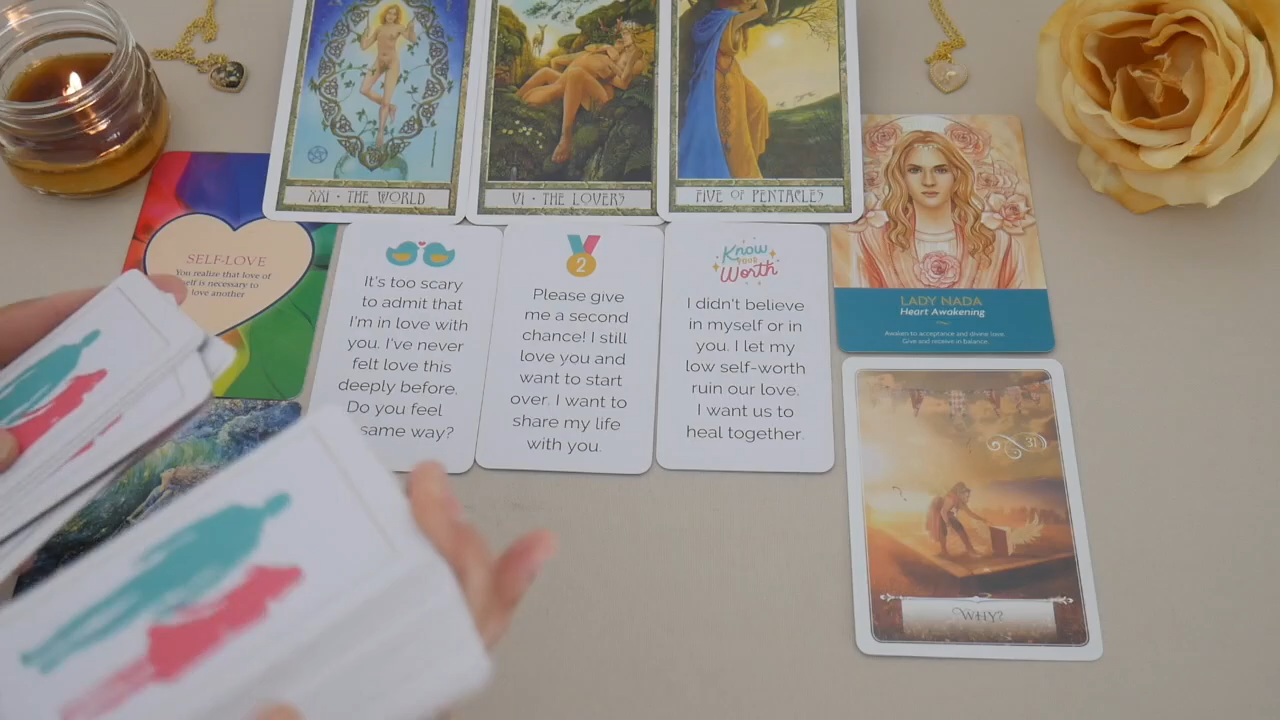 XXI • THE WORLD
VI • THE LOVERS
FIVE OF PENTACLES
SELF-LOVE
You realize that love of
self is necessary to
love another
It's too scary
to admit that
I'm in love with
you. I've never
felt love this
deeply before.
Do you feel
same way?
2
Please give
me a second
chance! I still
love you and
want to start
over. I want to
share my life
with you.
Know
YOUR
Worth
I didn't believe
in myself or in
you. I let my
low self-worth
ruin our love.
I want us to
heal together.
LADY NADA
Heart Awakening
Awaken to acceptance and divine love.
Give and receive in balance.
31
WHY?